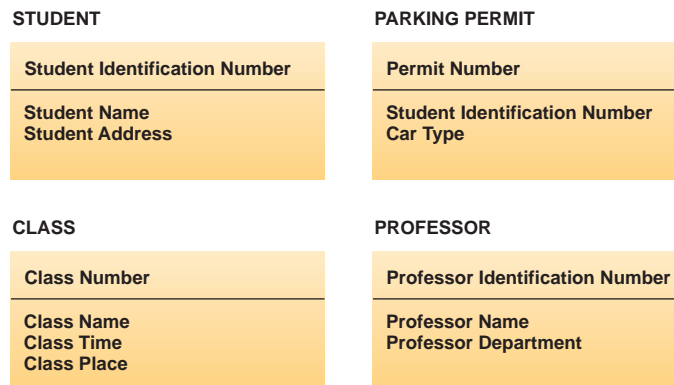 STUDENT
Student Identification Number
Student Name
Student Address
PARKING PERMIT
Permit Number
Student Identification Number
Car Type
CLASS
Class Number
Class Name
Class Time
Class Place
PROFESSOR
Professor Identification Number
Professor Name
Professor Department